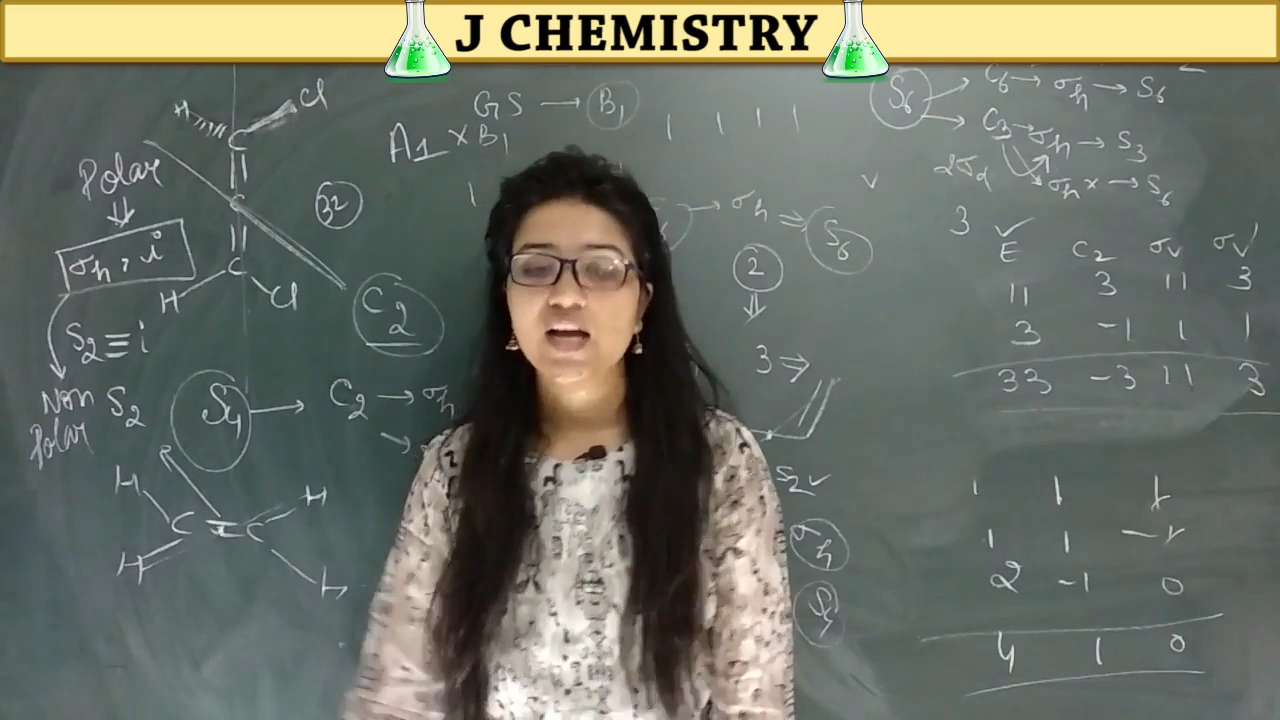 J CHEMISTRY
H
Cl
C
C
C
H
Cl
Polar
⇓
σh, i
S2 ≡ i
Non
Polar
S2
S4 → C2 → σh
H
H
C = C
H
H
32
C2
GS → B1
A1 × B1
1 1 1 1
1
→ σh ⇒ S6
2
⇓
3 ⇒
S2 ✓
σh
S6 → C6 → σh → S6
→ C3 → σh → S3
σh × → S6
2σd
3
E C2 σv σv'
11 3 11 3
3 -1 1 1
33 -3 11 3
1 1 1
1 1 -1
2 -1 0
4 1 0